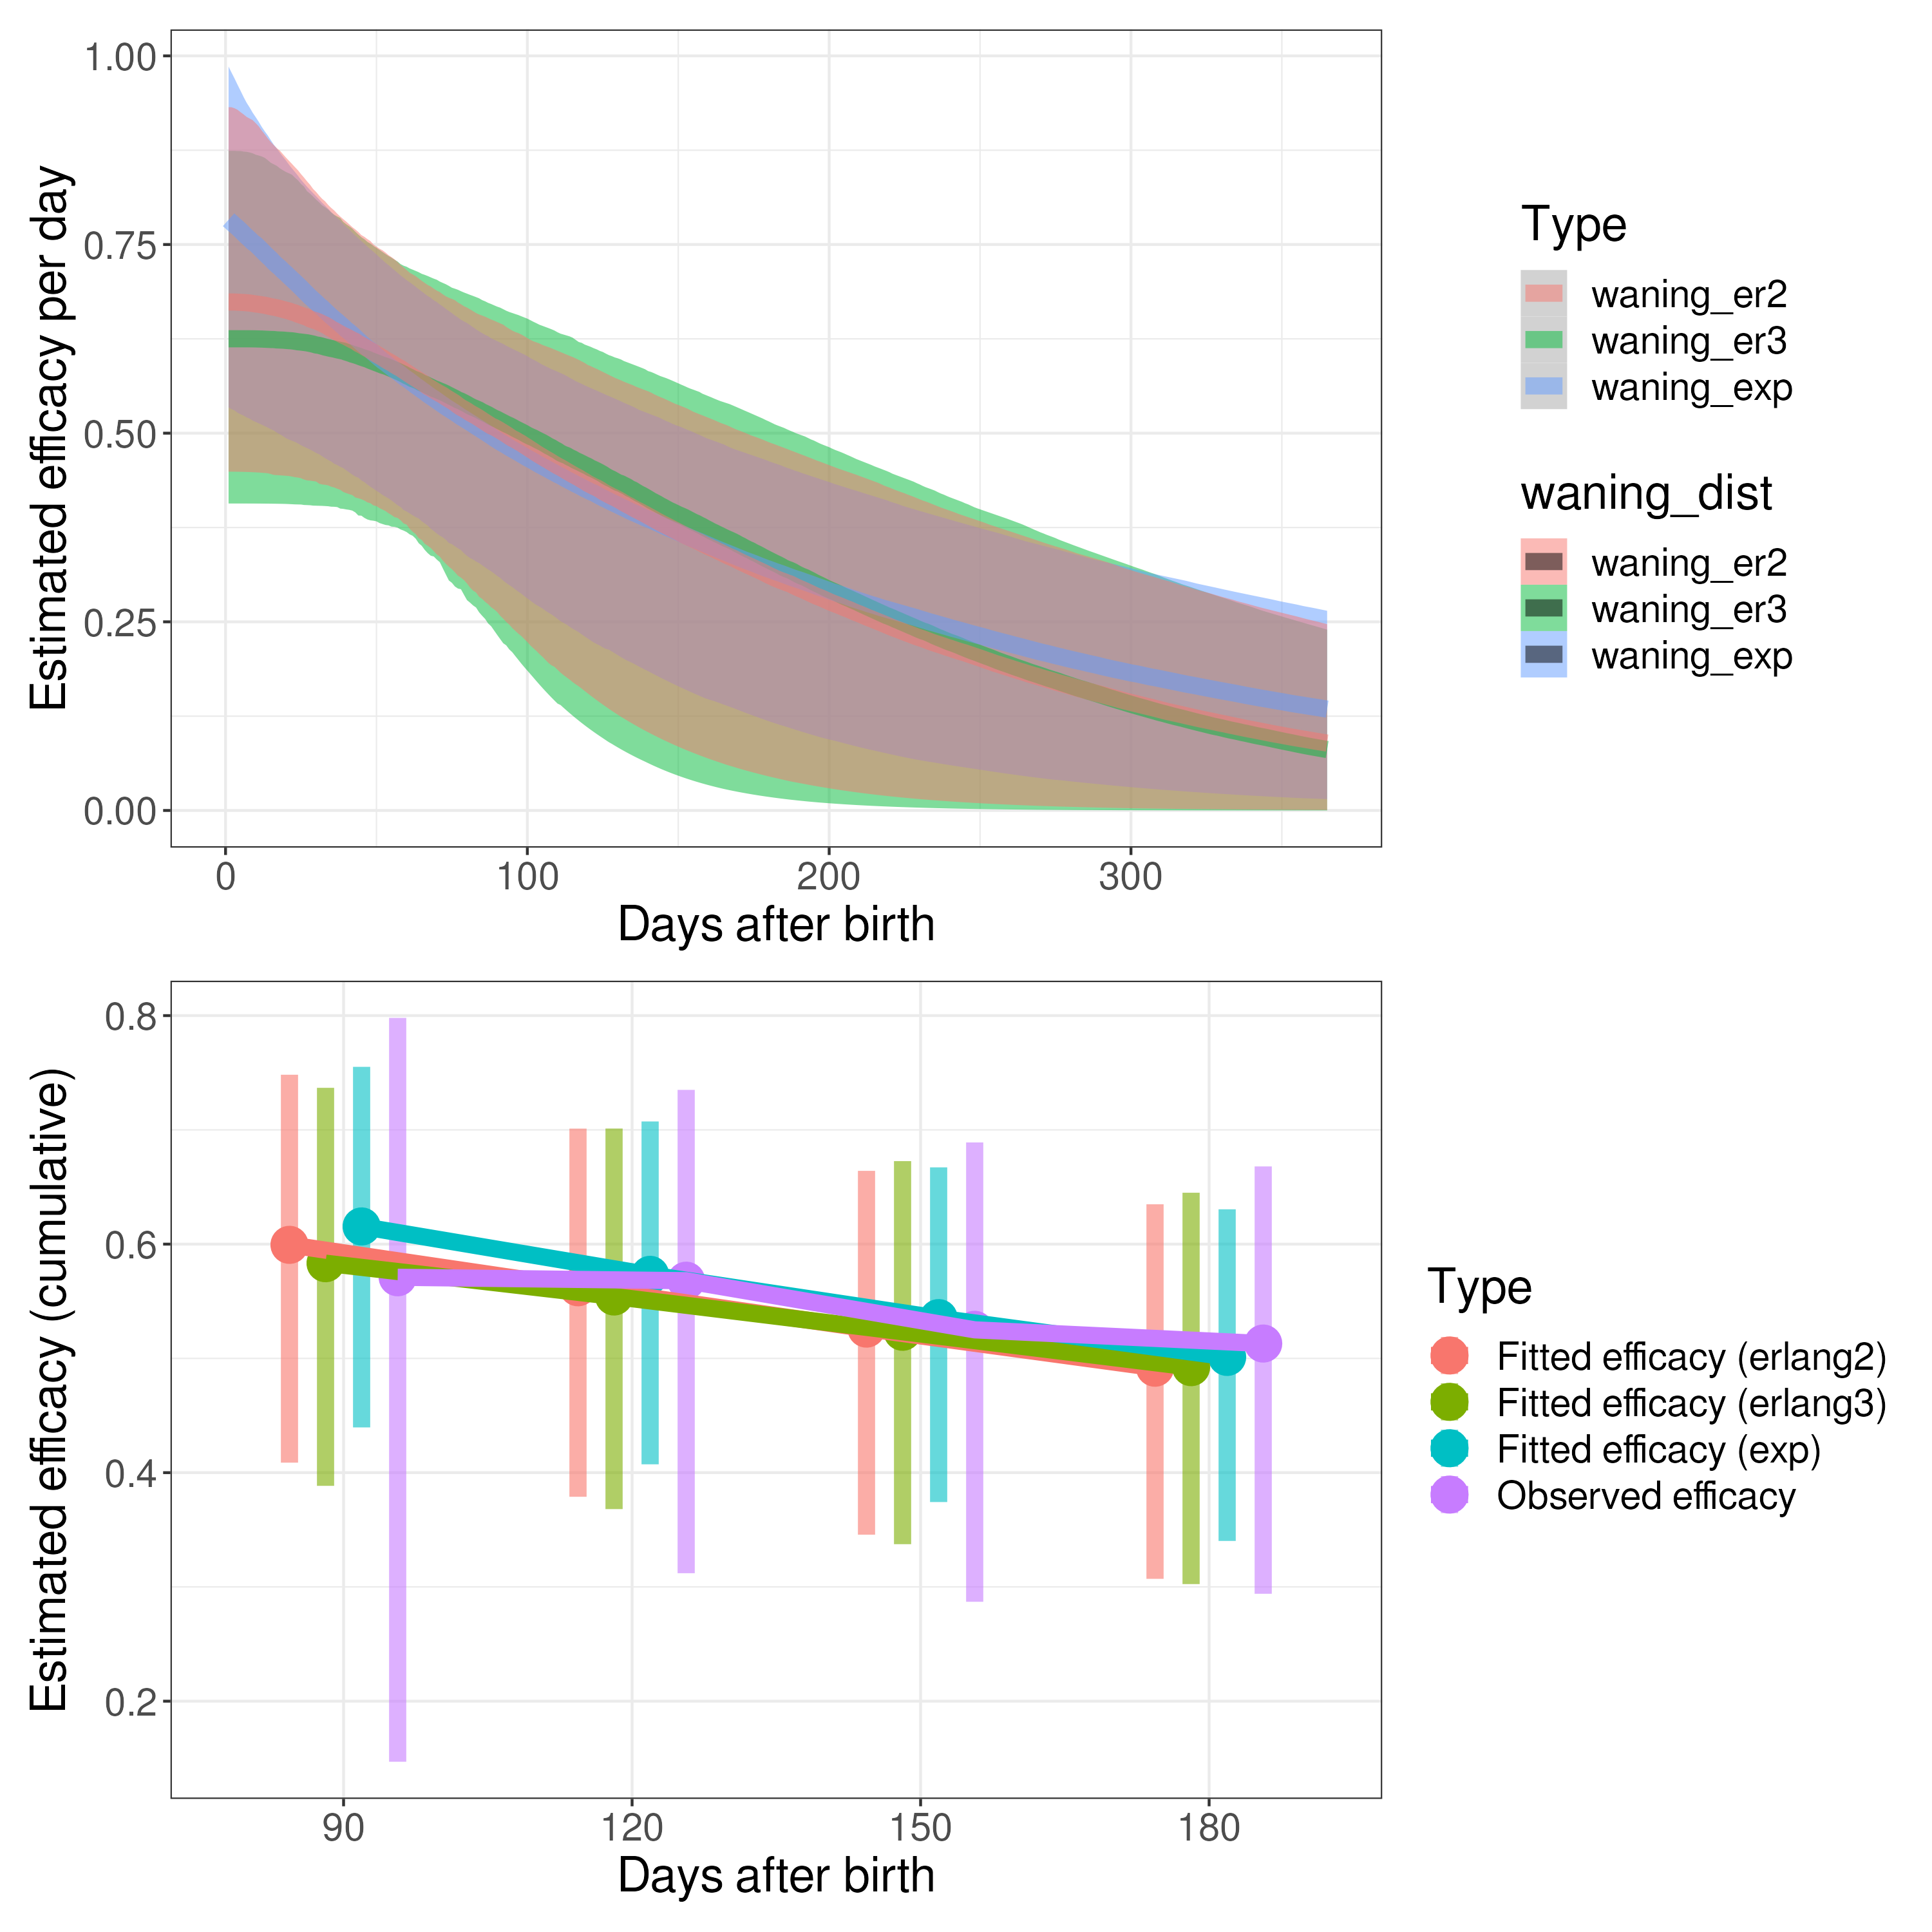 Estimated efficacy per day
1.00
0.75
0.50
0.25
0.00
0
100
200
300
Days after birth
Type
waning_er2
waning_er3
waning_exp
waning_dist
waning_er2
waning_er3
waning_exp
Estimated efficacy (cumulative)
0.8
0.6
0.4
0.2
90
120
150
180
Days after birth
Type
Fitted efficacy (erlang2)
Fitted efficacy (erlang3)
Fitted efficacy (exp)
Observed efficacy